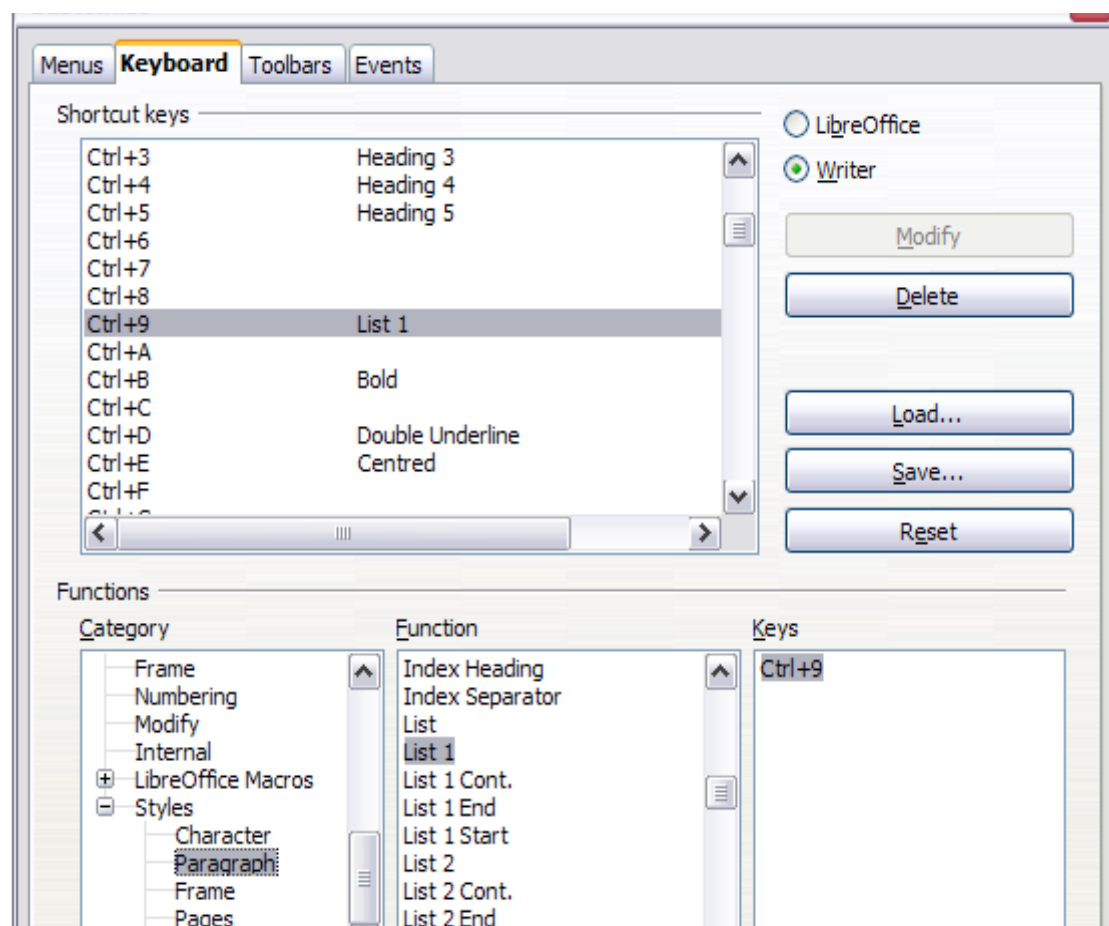 Menus Keyboard Toolbars Events
Shortcut keys
Ctrl+3 Heading 3
Ctrl+4 Heading 4
Ctrl+5 Heading 5
Ctrl+6
Ctrl+7
Ctrl+8
Ctrl+9 List 1
Ctrl+A
Ctrl+B Bold
Ctrl+C
Ctrl+D Double Underline
Ctrl+E Centred
Ctrl+F
LibreOffice
Writer
Modify
Delete
Load...
Save...
Reset
Functions
Category
Frame
Numbering
Modify
Internal
LibreOffice Macros
Styles
Character
Paragraph
Frame
Pages
Function
Index Heading
Index Separator
List
List 1
List 1 Cont.
List 1 End
List 1 Start
List 2
List 2 Cont.
List 2 End
Keys
Ctrl+9